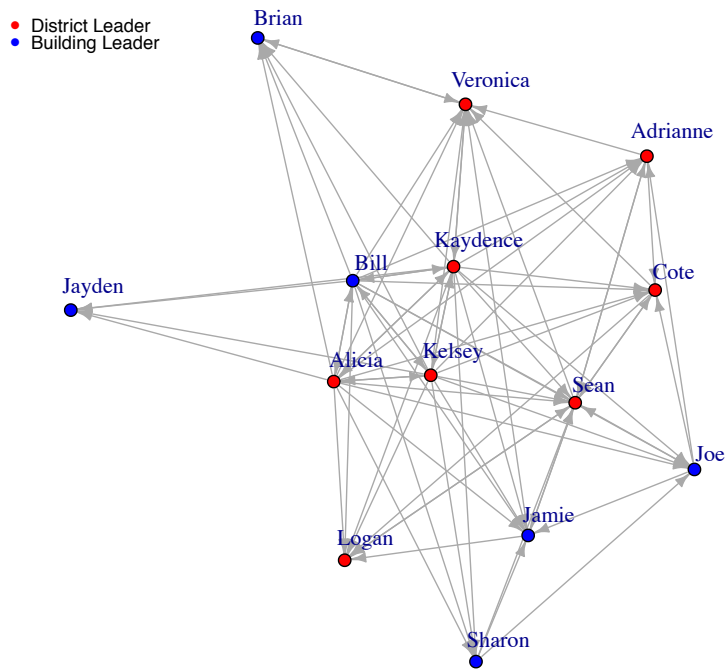 Brian
District Leader
Building Leader
Veronica
Adrianne
Kaydence
Bill
Cote
Jayden
Alicia
Kelsey
Sean
Joe
Jamie
Logan
Sharon